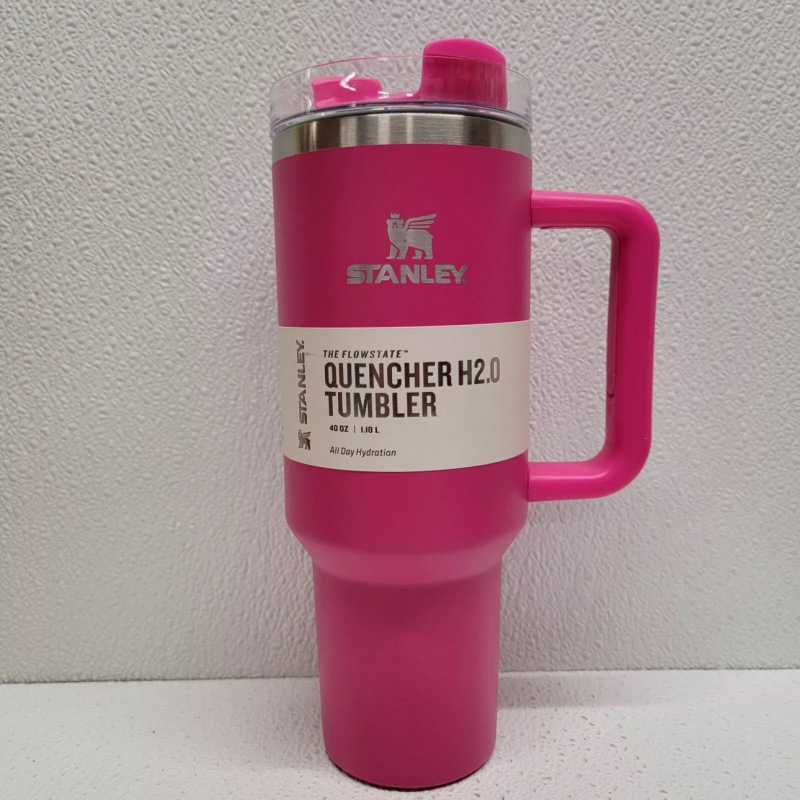 STANLEY.
THE FLOWSTATE™
QUENCHER H2.0
TUMBLER
40 OZ | 1.18 L
All Day Hydration
STANLEY.